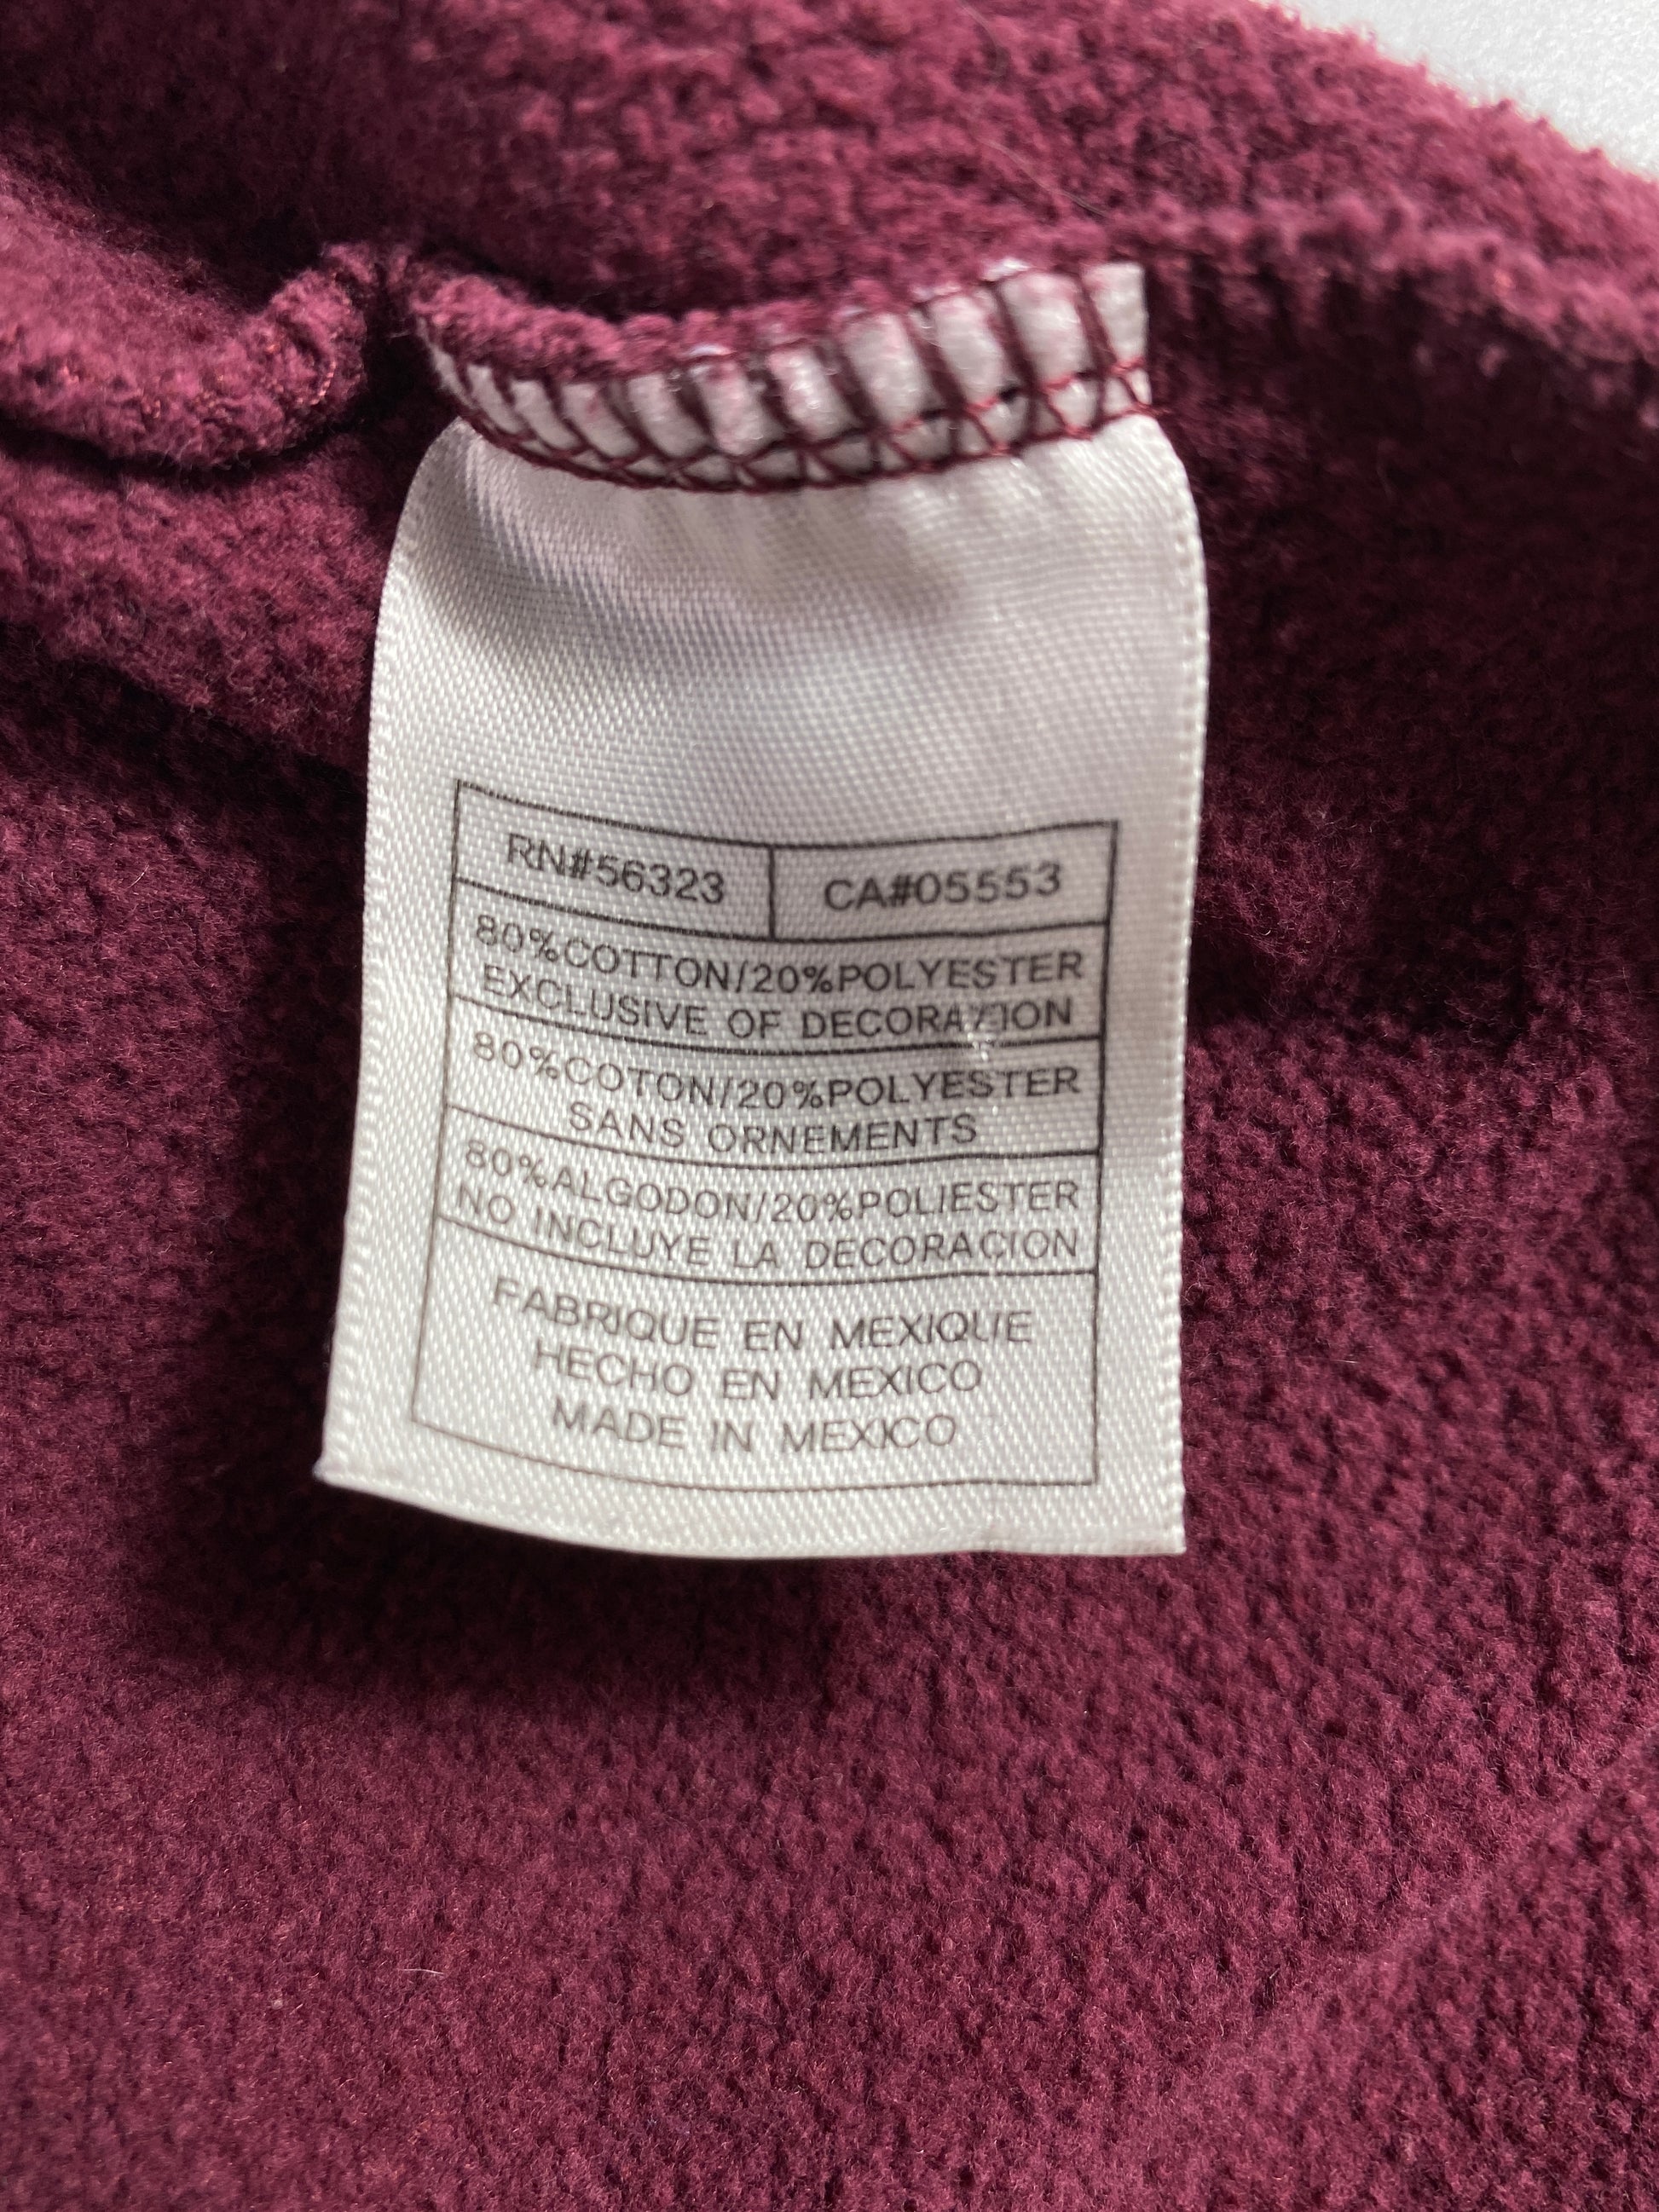 RN#56323 CA#05553
80%COTTON/20%POLYESTER
EXCLUSIVE OF DECORATION
80%COTON/20%POLYESTER
SANS ORNEMENTS
80%ALGODON/20%POLIESTER
NO INCLUYE LA DECORACION
FABRIQUE EN MEXIQUE
HECHO EN MEXICO
MADE IN MEXICO